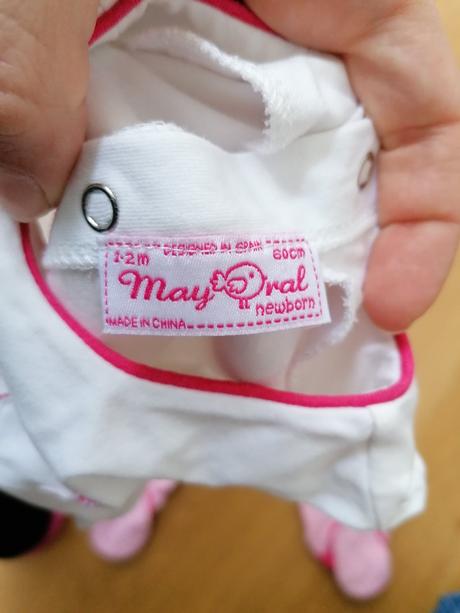 DESIGNED IN SPAIN
1-2m 60cm
mayoral
newborn
MADE IN CHINA